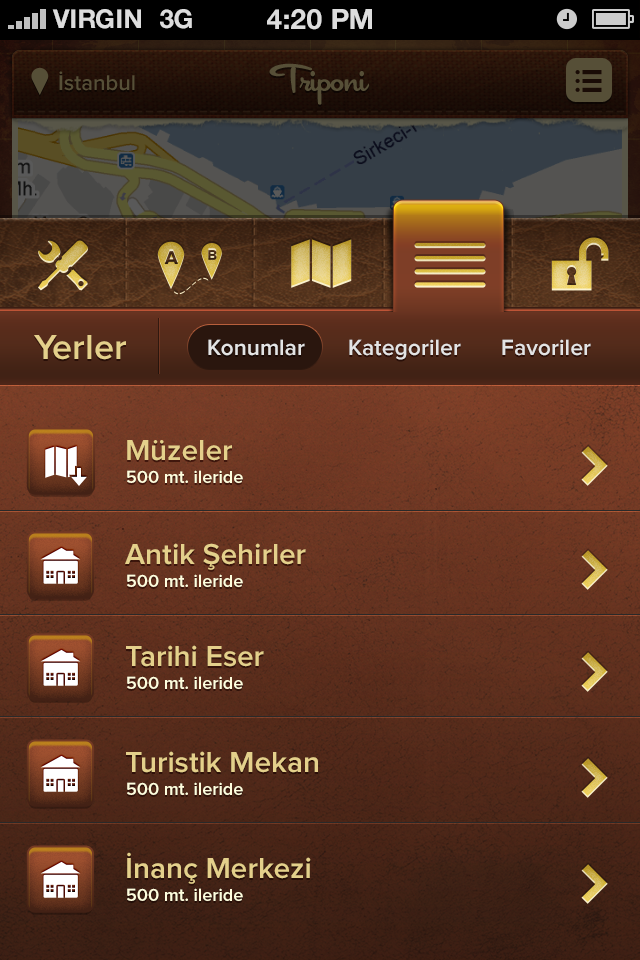 VIRGIN 3G 4:20 PM
İstanbul Triponi
Sirkeci-
m
lh.
A B
Yerler Konumlar Kategoriler Favoriler
Müzeler
500 mt. ileride
Antik Şehirler
500 mt. ileride
Tarihi Eser
500 mt. ileride
Turistik Mekan
500 mt. ileride
İnanç Merkezi
500 mt. ileride